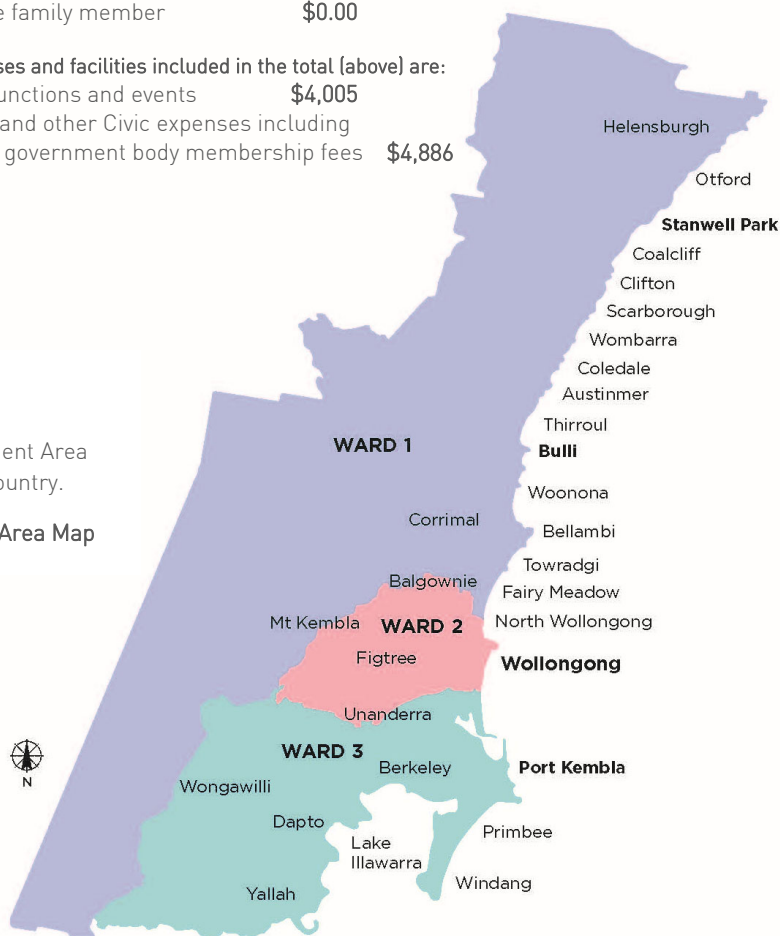 e family member $0.00
ses and facilities included in the total (above) are:
unctions and events $4,005
and other Civic expenses including
government body membership fees $4,886
Helensburgh
Otford
Stanwell Park
Coalcliff
Clifton
Scarborough
Wombarra
Coledale
Austinmer
Thirroul
WARD 1
Bulli
ent Area
ountry.
Woonona
Corrimal
Area Map
Bellambi
Towradgi
Balgownie
Fairy Meadow
Mt Kembla
WARD 2
North Wollongong
Figtree
Wollongong
Unanderra
WARD 3
Berkeley
Port Kembla
N
Wongawilli
Dapto
Primbee
Lake
Illawarra
Windang
Yallah